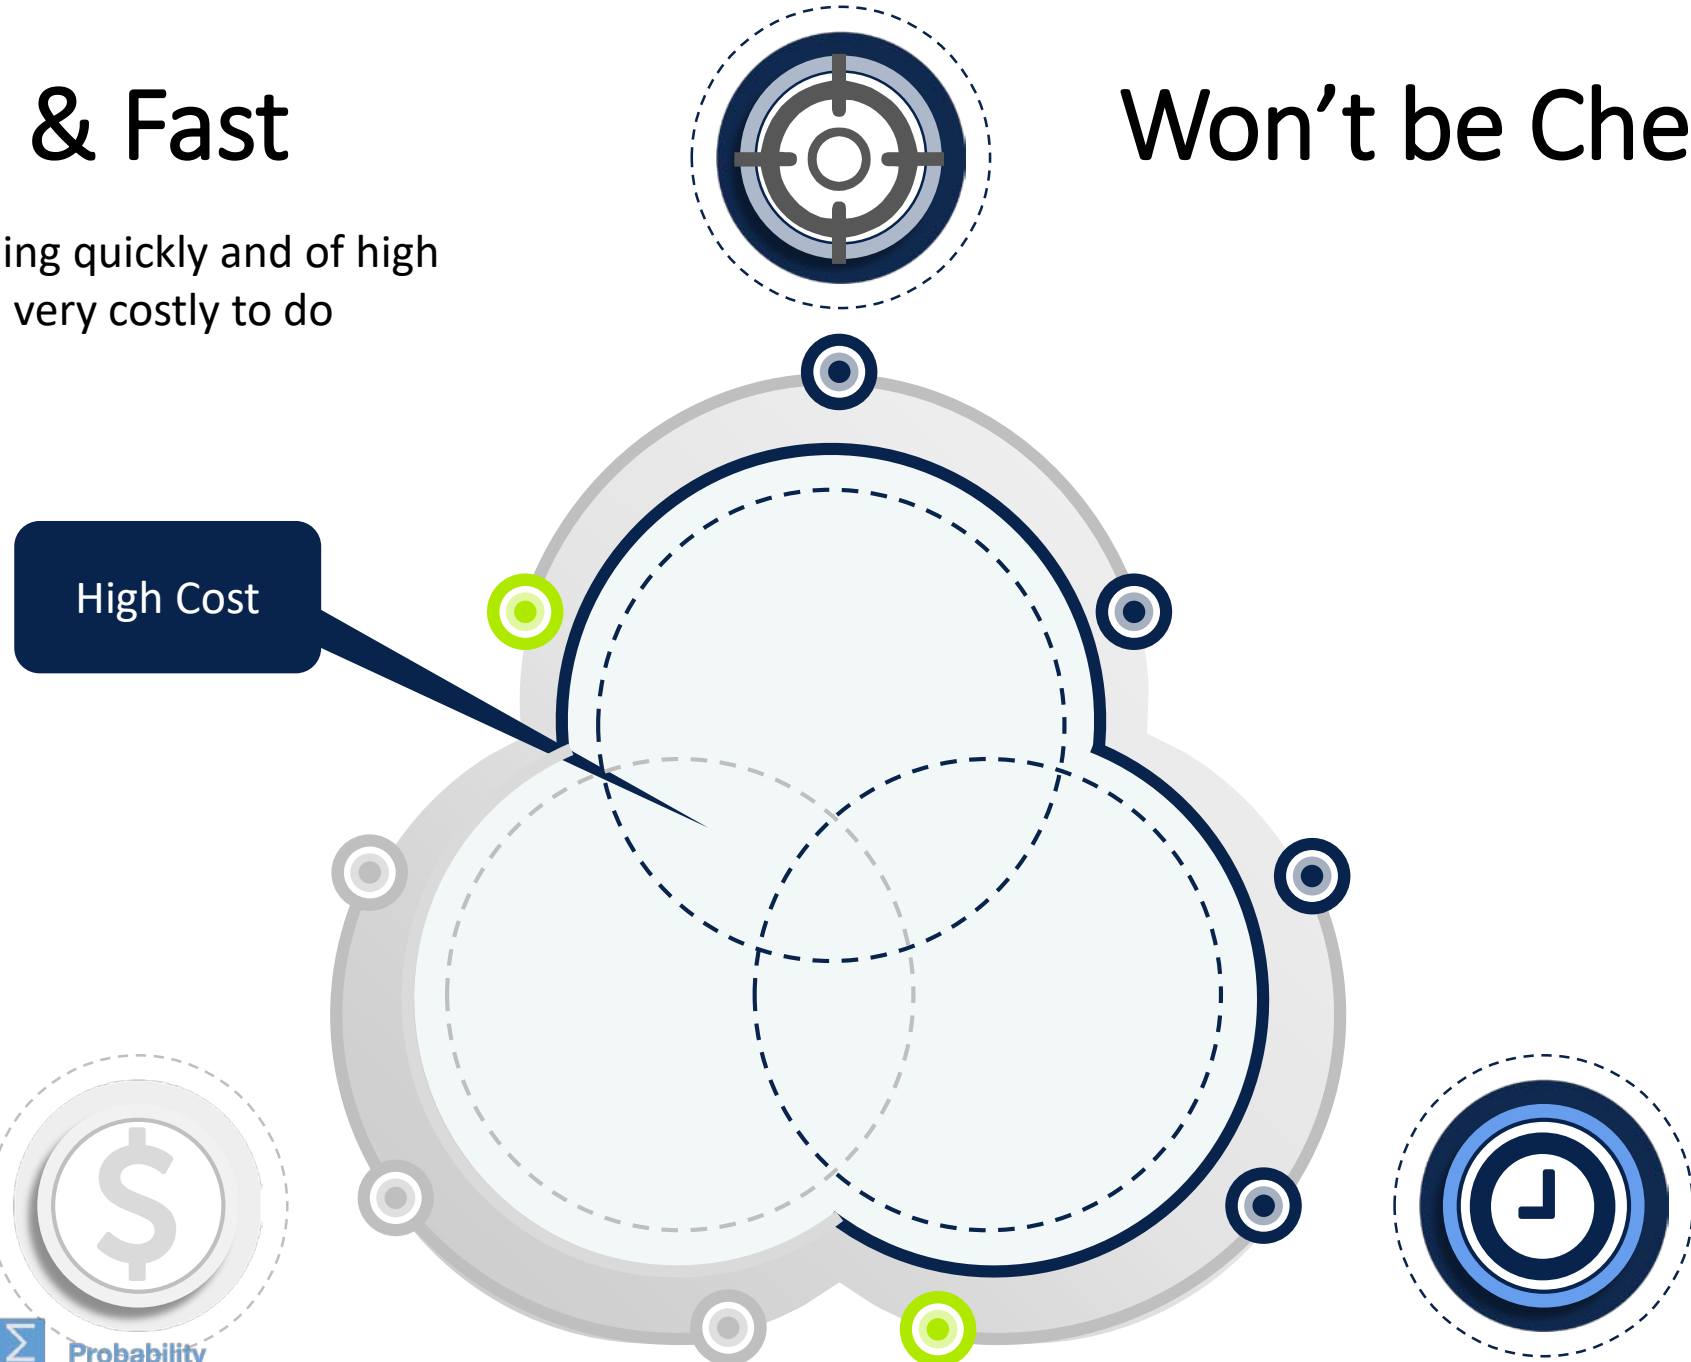 & Fast
Won’t be Che
ing quickly and of high
very costly to do
High Cost
$
Σ
Probability